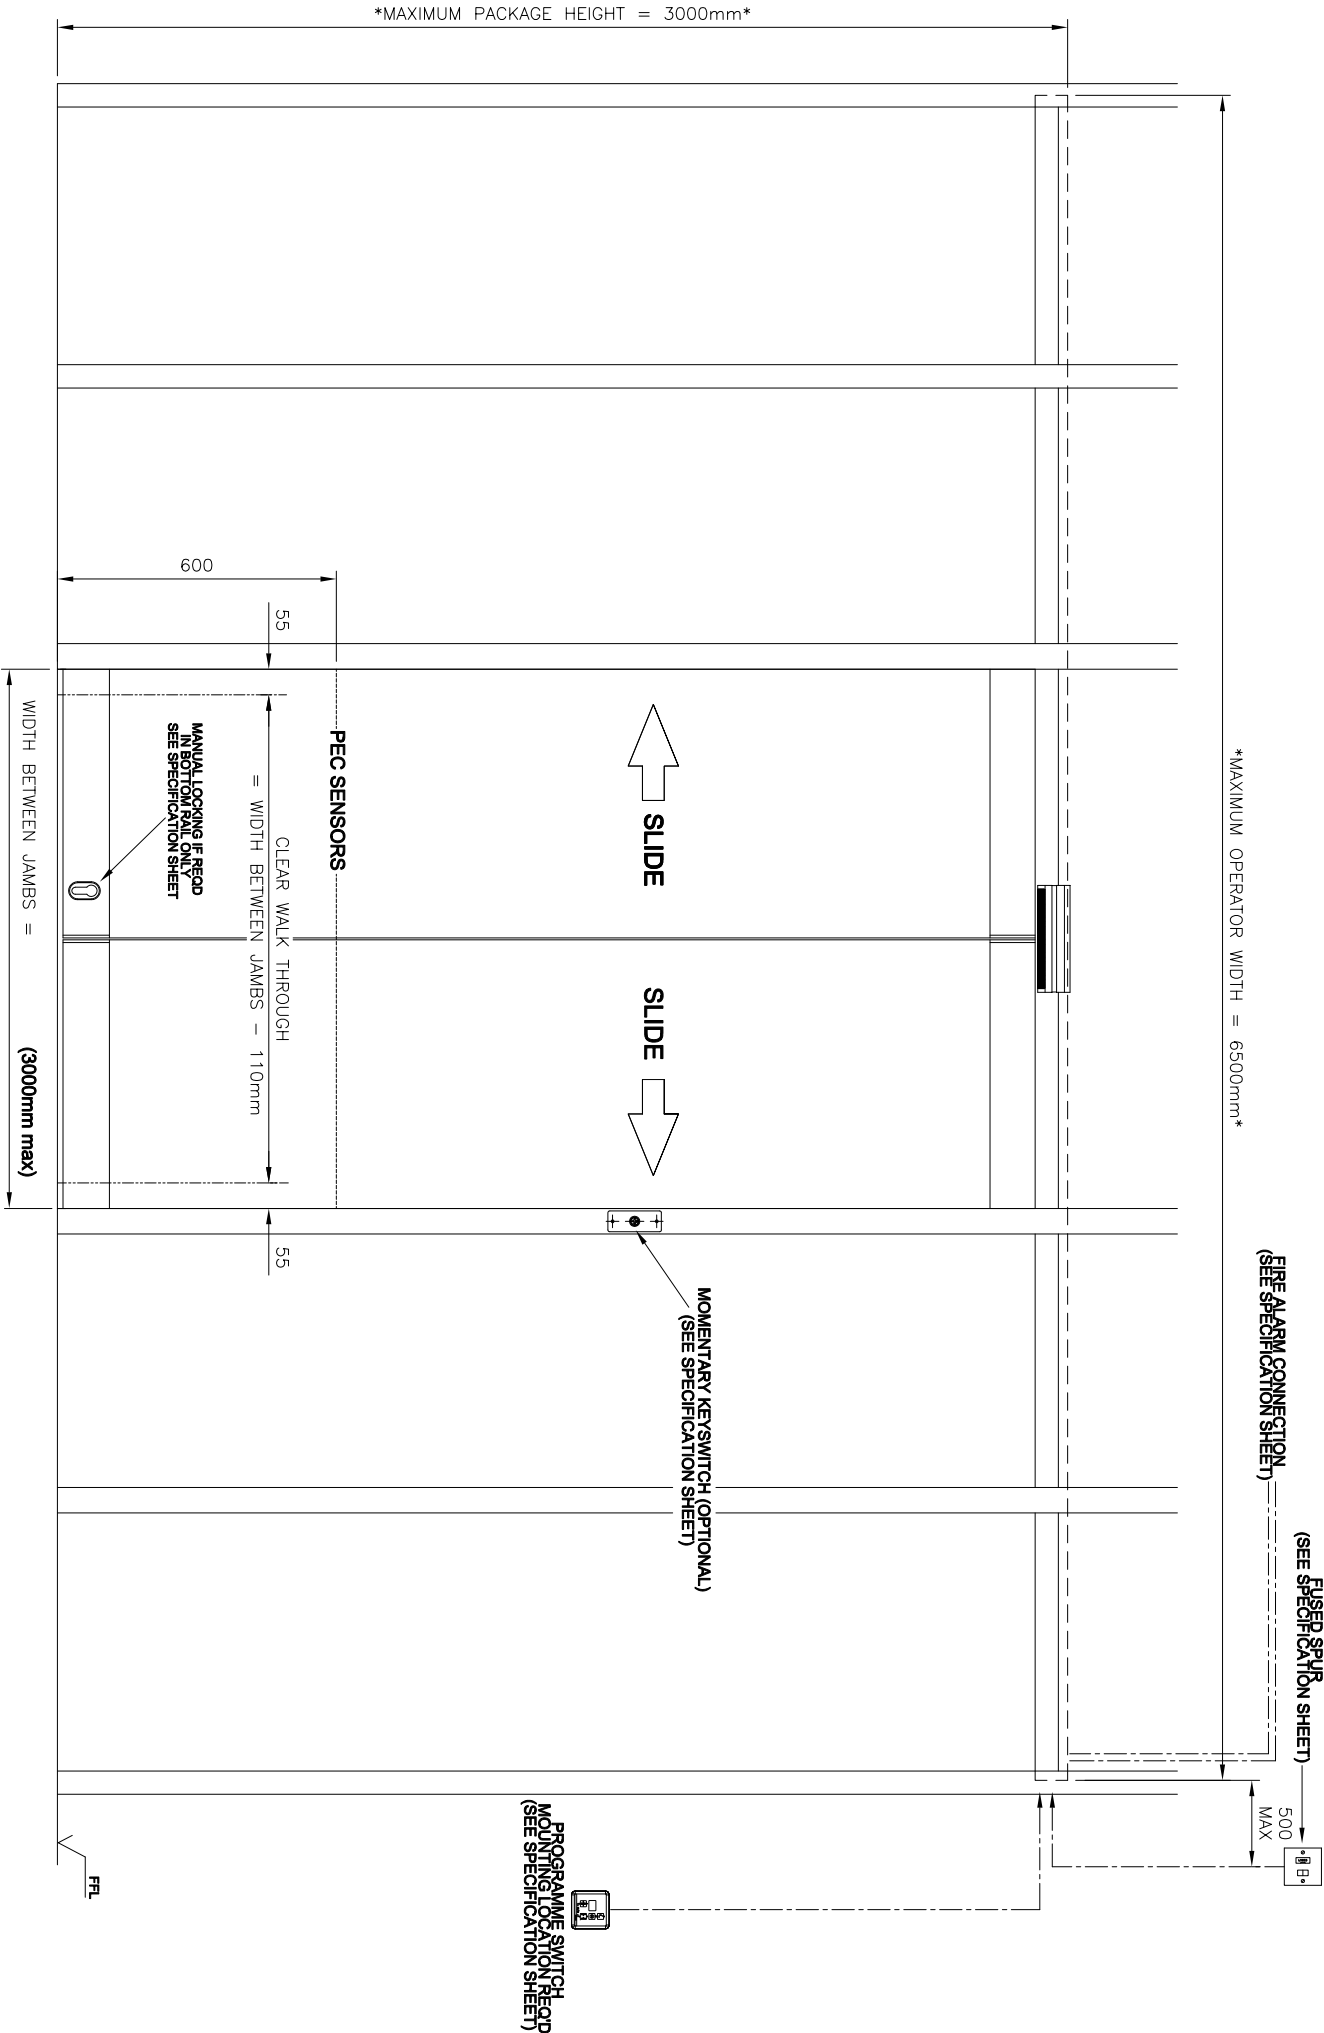 *MAXIMUM PACKAGE HEIGHT = 3000mm*
*MAXIMUM OPERATOR WIDTH = 6500mm*
FIRE ALARM CONNECTION
(SEE SPECIFICATION SHEET)
FUSED SPUR
(SEE SPECIFICATION SHEET)
500
MAX
SLIDE
SLIDE
MOMENTARY KEYSWITCH (OPTIONAL)
(SEE SPECIFICATION SHEET)
PROGRAMME SWITCH
MOUNTING LOCATION REQ'D
(SEE SPECIFICATION SHEET)
600
PEC SENSORS
55
CLEAR WALK THROUGH
= WIDTH BETWEEN JAMBS - 110mm
55
MANUAL LOCKING IF REQD
IN BOTTOM RAIL ONLY
SEE SPECIFICATION SHEET
WIDTH BETWEEN JAMBS =
(3000mm max)
FFL